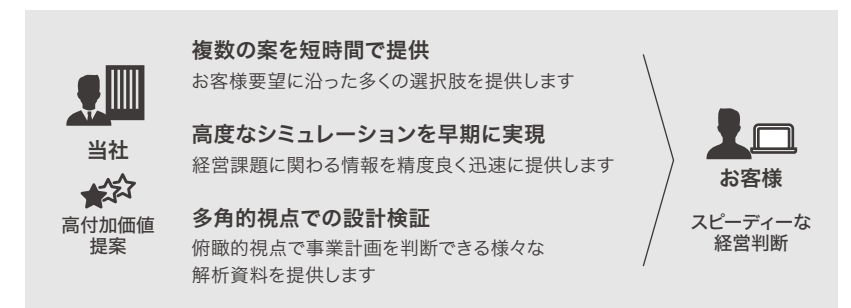 当社
高付加価値
提案
複数の案を短時間で提供
お客様要望に沿った多くの選択肢を提供します
高度なシミュレーションを早期に実現
経営課題に関わる情報を精度良く迅速に提供します
多角的視点での設計検証
俯瞰的視点で事業計画を判断できる様々な
解析資料を提供します
お客様
スピーディーな
経営判断